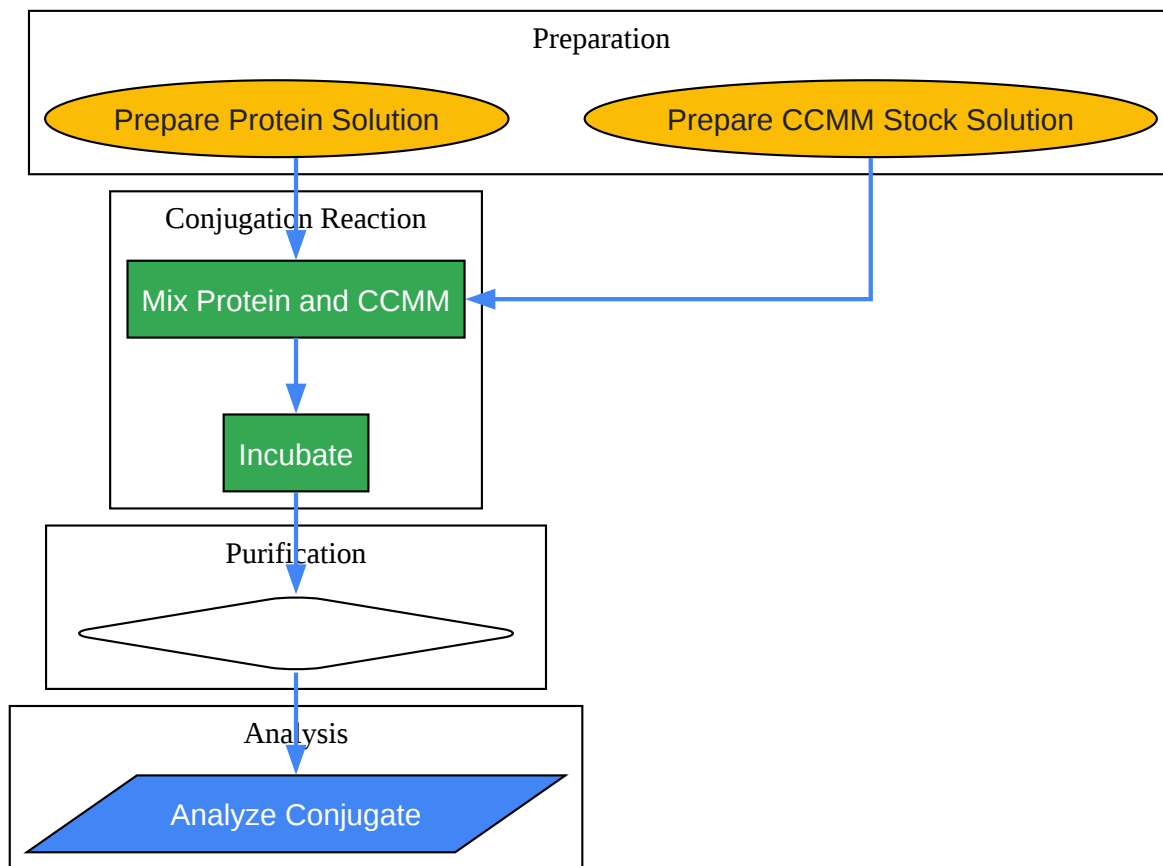 Preparation
Prepare Protein Solution
Prepare CCMM Stock Solution
Conjugation Reaction
Mix Protein and CCMM
Incubate
Purification
Analysis
Analyze Conjugate